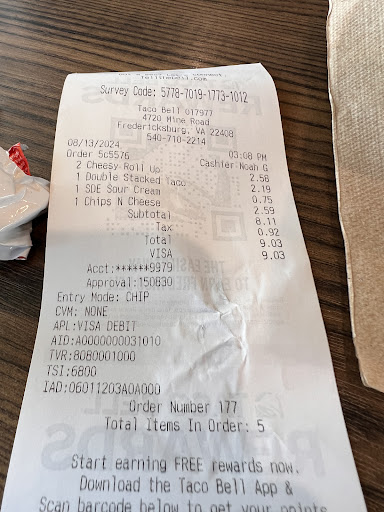 tellthebell.com
Survey Code: 5778-7019-1773-1012
Taco Bell 017977
4720 Mine Road
Fredericksburg, VA 22408
540-710-2214
08/13/2024 03:08 PM
Order 5c5576 Cashier:Noah G
2 Cheesy Roll Up 2.58
1 Double Stacked Taco 2.19
1 SDE Sour Cream 0.75
1 Chips N Cheese 2.59
Subtotal 8.11
Tax 0.92
Total 9.03
VISA 9.03
Acct:******9979
Approval:150630
Entry Mode: CHIP
CVM: NONE
APL:VISA DEBIT
AID:A0000000031010
TVR:8080001000
TSI:6800
IAD:06011203A0A000
Order Number 177
Total Items In Order: 5
Start earning FREE rewards now.
Download the Taco Bell App &
Scan barcode below to get your points